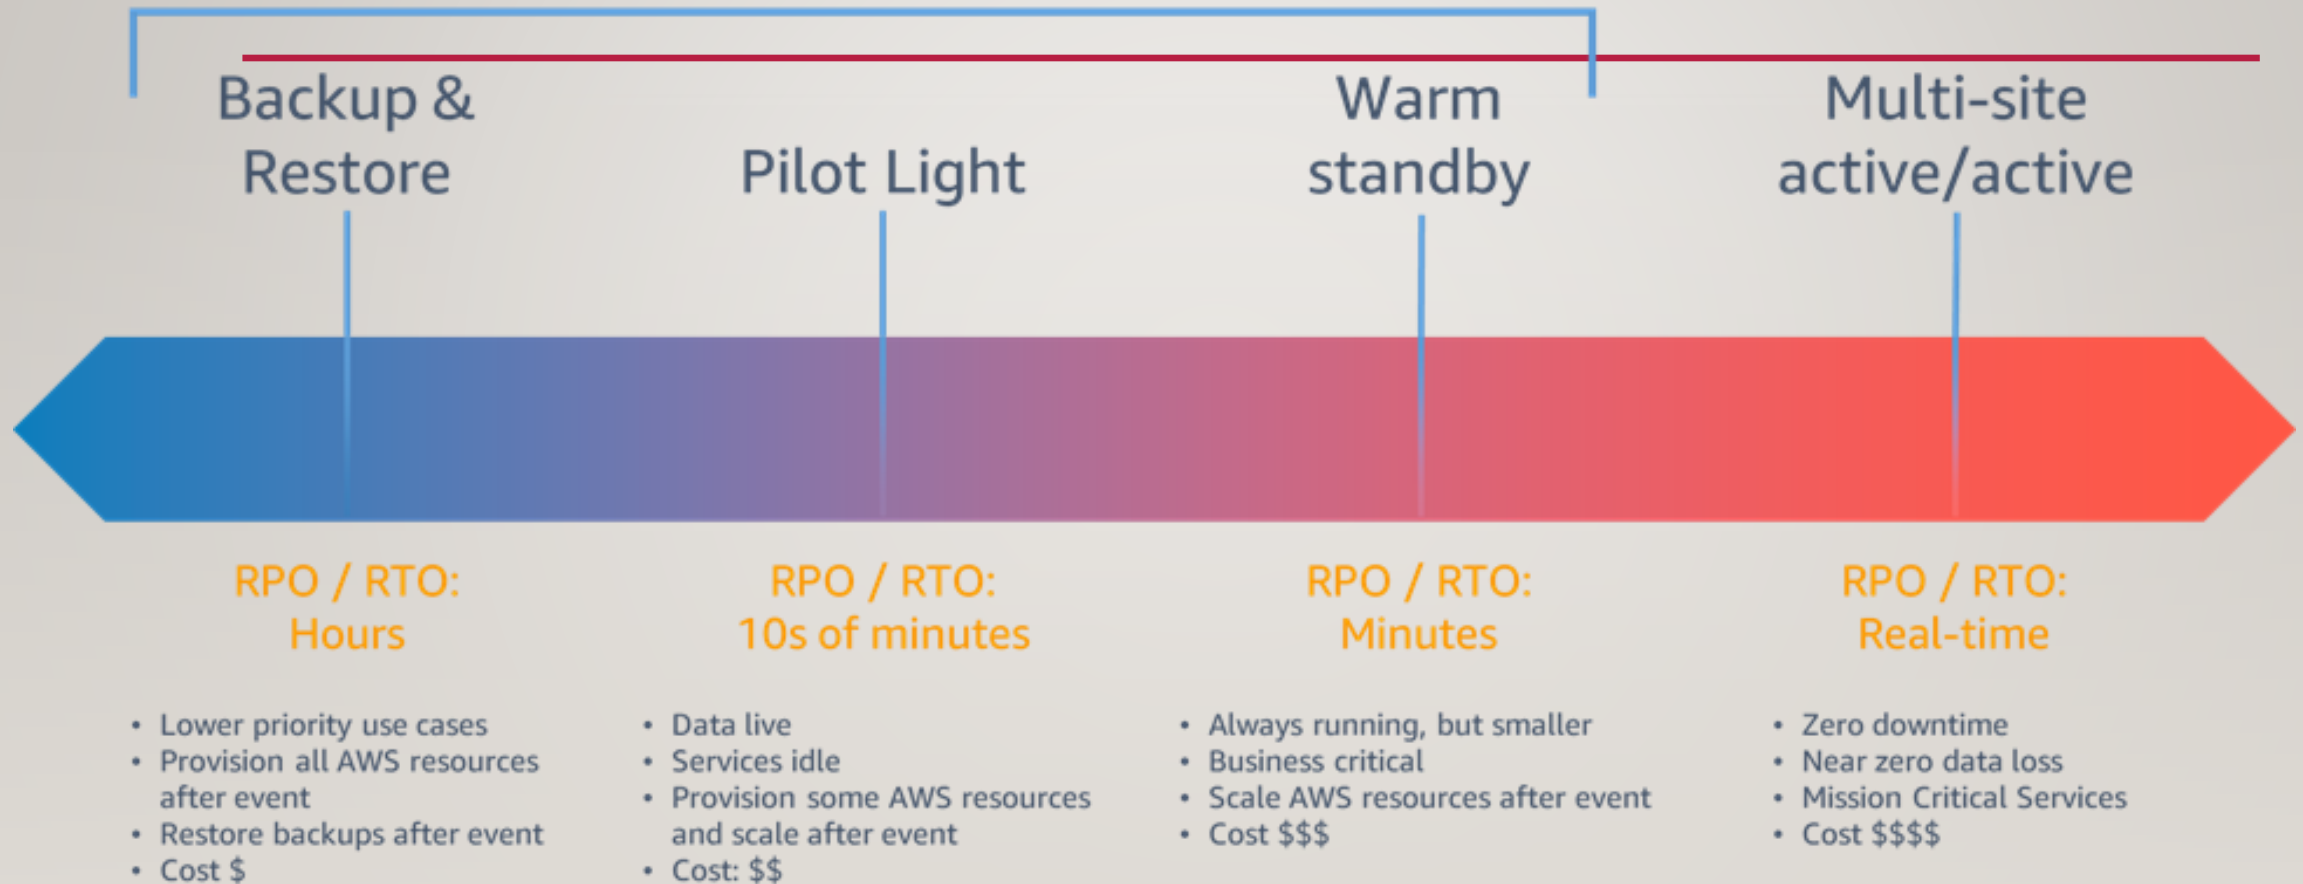 Backup &
Restore
Pilot Light
Warm
standby
Multi-site
active/active
RPO / RTO:
Hours
RPO / RTO:
10s of minutes
RPO / RTO:
Minutes
RPO / RTO:
Real-time
• Lower priority use cases
• Provision all AWS resources
after event
• Restore backups after event
• Cost $
• Data live
• Services idle
• Provision some AWS resources
and scale after event
• Cost: $$
• Always running, but smaller
• Business critical
• Scale AWS resources after event
• Cost $$$
• Zero downtime
• Near zero data loss
• Mission Critical Services
• Cost $$$$